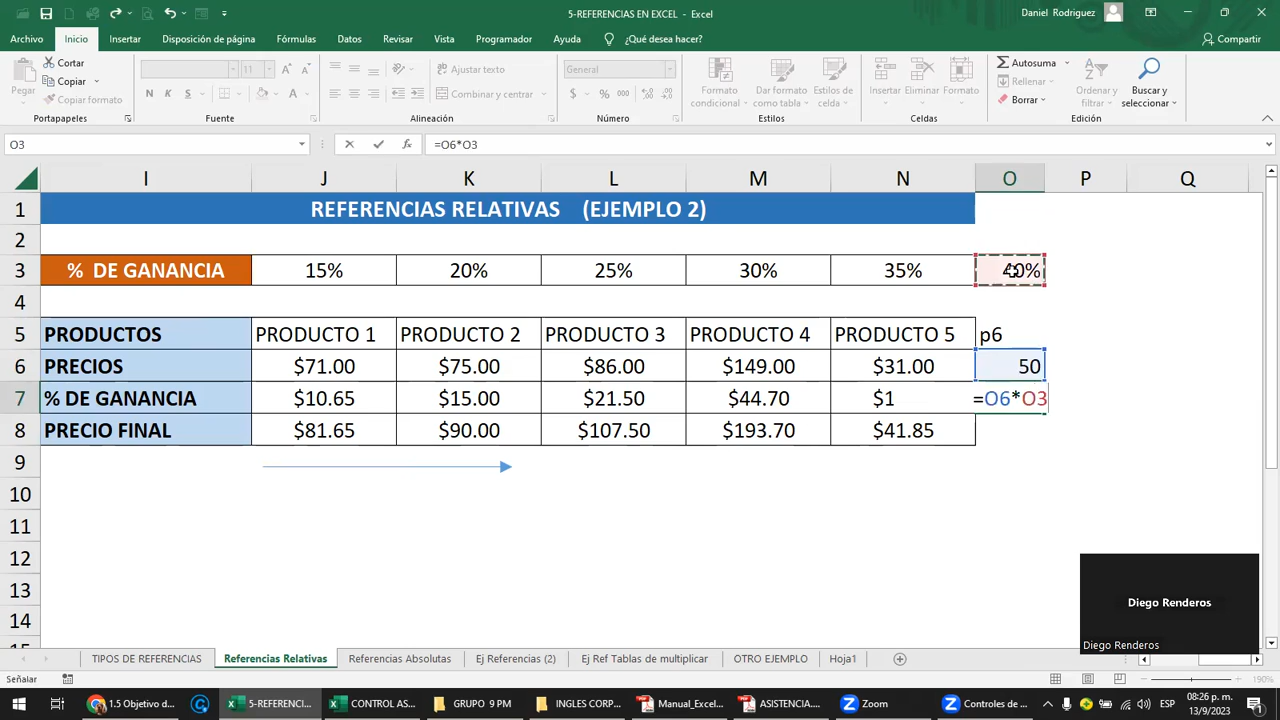 5-REFERENCIAS EN EXCEL - Excel
Daniel Rodriguez
Archivo Inicio Insertar Disposición de página Fórmulas Datos Revisar Vista Programador Ayuda ¿Qué desea hacer? Compartir
Pegar
Cortar
Copiar
Copiar formato
Portapapeles
11
N K S
Fuente
Ajustar texto
Combinar y centrar
Alineación
General
$ % 000
Número
Formato condicional
Dar formato como tabla
Estilos de celda
Estilos
Insertar Eliminar Formato
Celdas
Autosuma
Rellenar
Borrar
Ordenar y filtrar
Buscar y seleccionar
Edición
O3 fx =O6*O3
I J K L M N O P Q
1 REFERENCIAS RELATIVAS (EJEMPLO 2)
2
3 % DE GANANCIA 15% 20% 25% 30% 35% 40%
4
5 PRODUCTOS PRODUCTO 1 PRODUCTO 2 PRODUCTO 3 PRODUCTO 4 PRODUCTO 5 p6
6 PRECIOS $71.00 $75.00 $86.00 $149.00 $31.00 50
7 % DE GANANCIA $10.65 $15.00 $21.50 $44.70 $1 =O6*O3
8 PRECIO FINAL $81.65 $90.00 $107.50 $193.70 $41.85
9
10
11
12
13
14
15
Diego Renderos
Diego Renderos
TIPOS DE REFERENCIAS Referencias Relativas Referencias Absolutas Ej Referencias (2) Ej Ref Tablas de multiplicar OTRO EJEMPLO Hoja1
Señalar 190%
1.5 Objetivo d... 5-REFERENCI... CONTROL AS... GRUPO 9 PM INGLES CORP... Manual_Exce... ASISTENCIA.... Zoom Controles de ... ESP 08:26 p. m.
13/9/2023